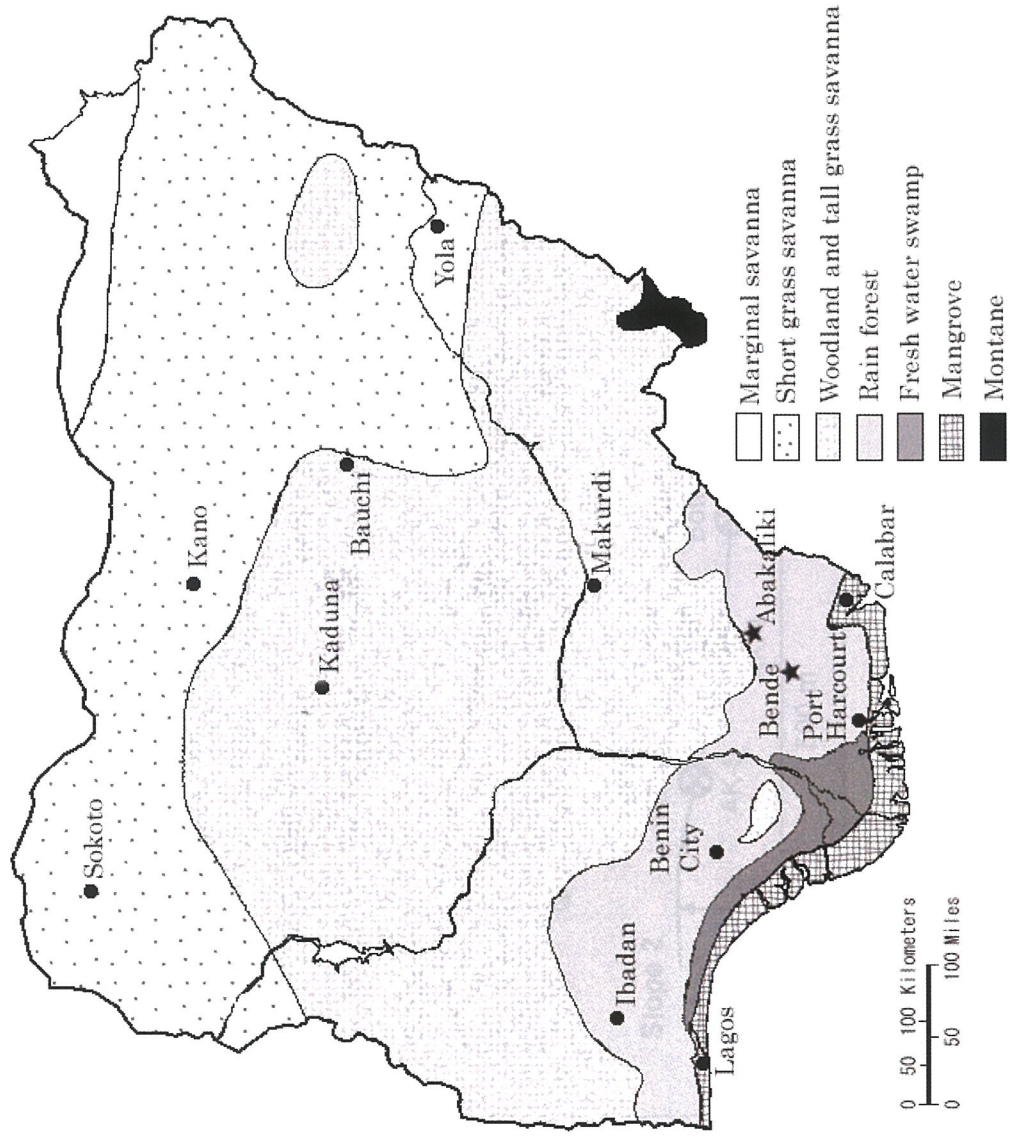 Sokoto
Kano
Kaduna
Bauchi
Yola
Makurdi
Ibadan
Lagos
Benin
City
Bende
Abakaliki
Port
Harcourt
Calabar
Marginal savanna
Short grass savanna
Woodland and tall grass savanna
Rain forest
Fresh water swamp
Mangrove
Montane
0 50 100 Kilometers
0 50 100 Miles